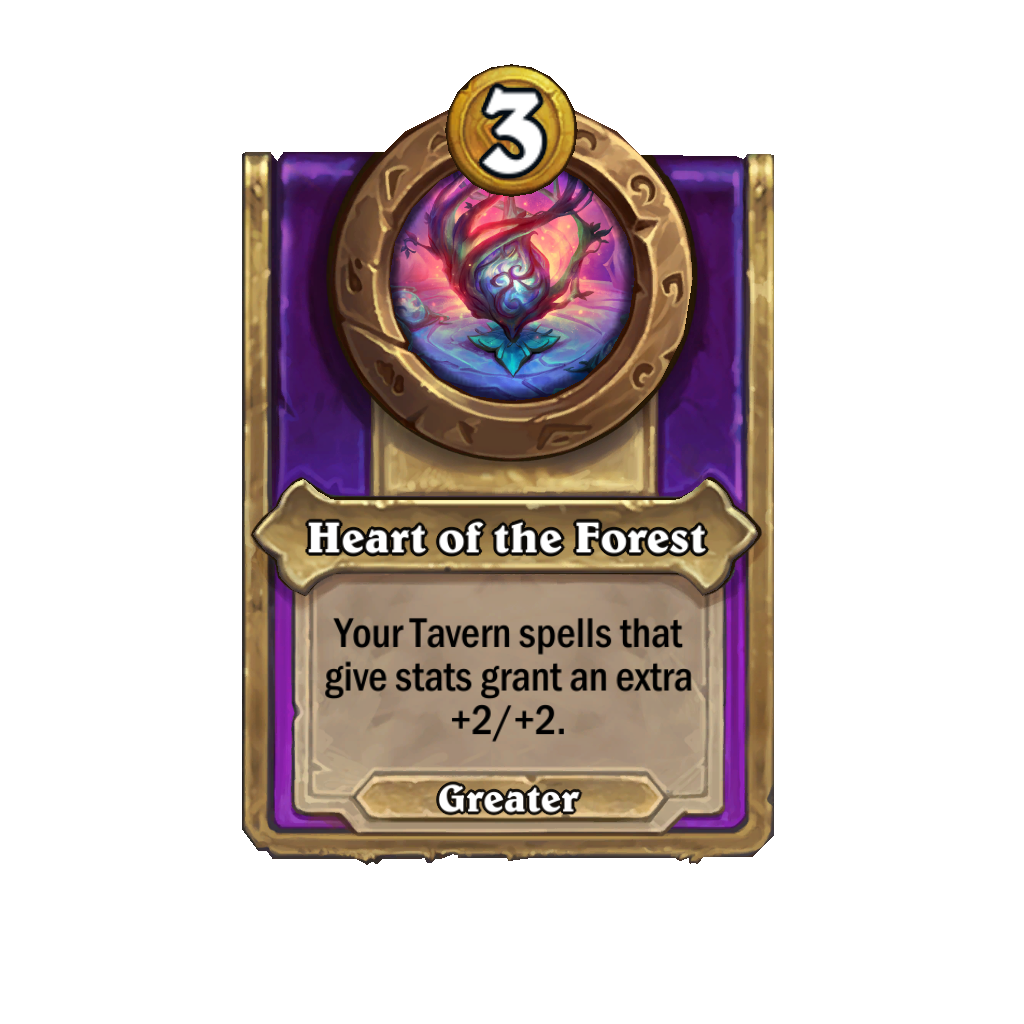 3
Heart of the Forest
Your Tavern spells that
give stats grant an extra
+2/+2.
Greater